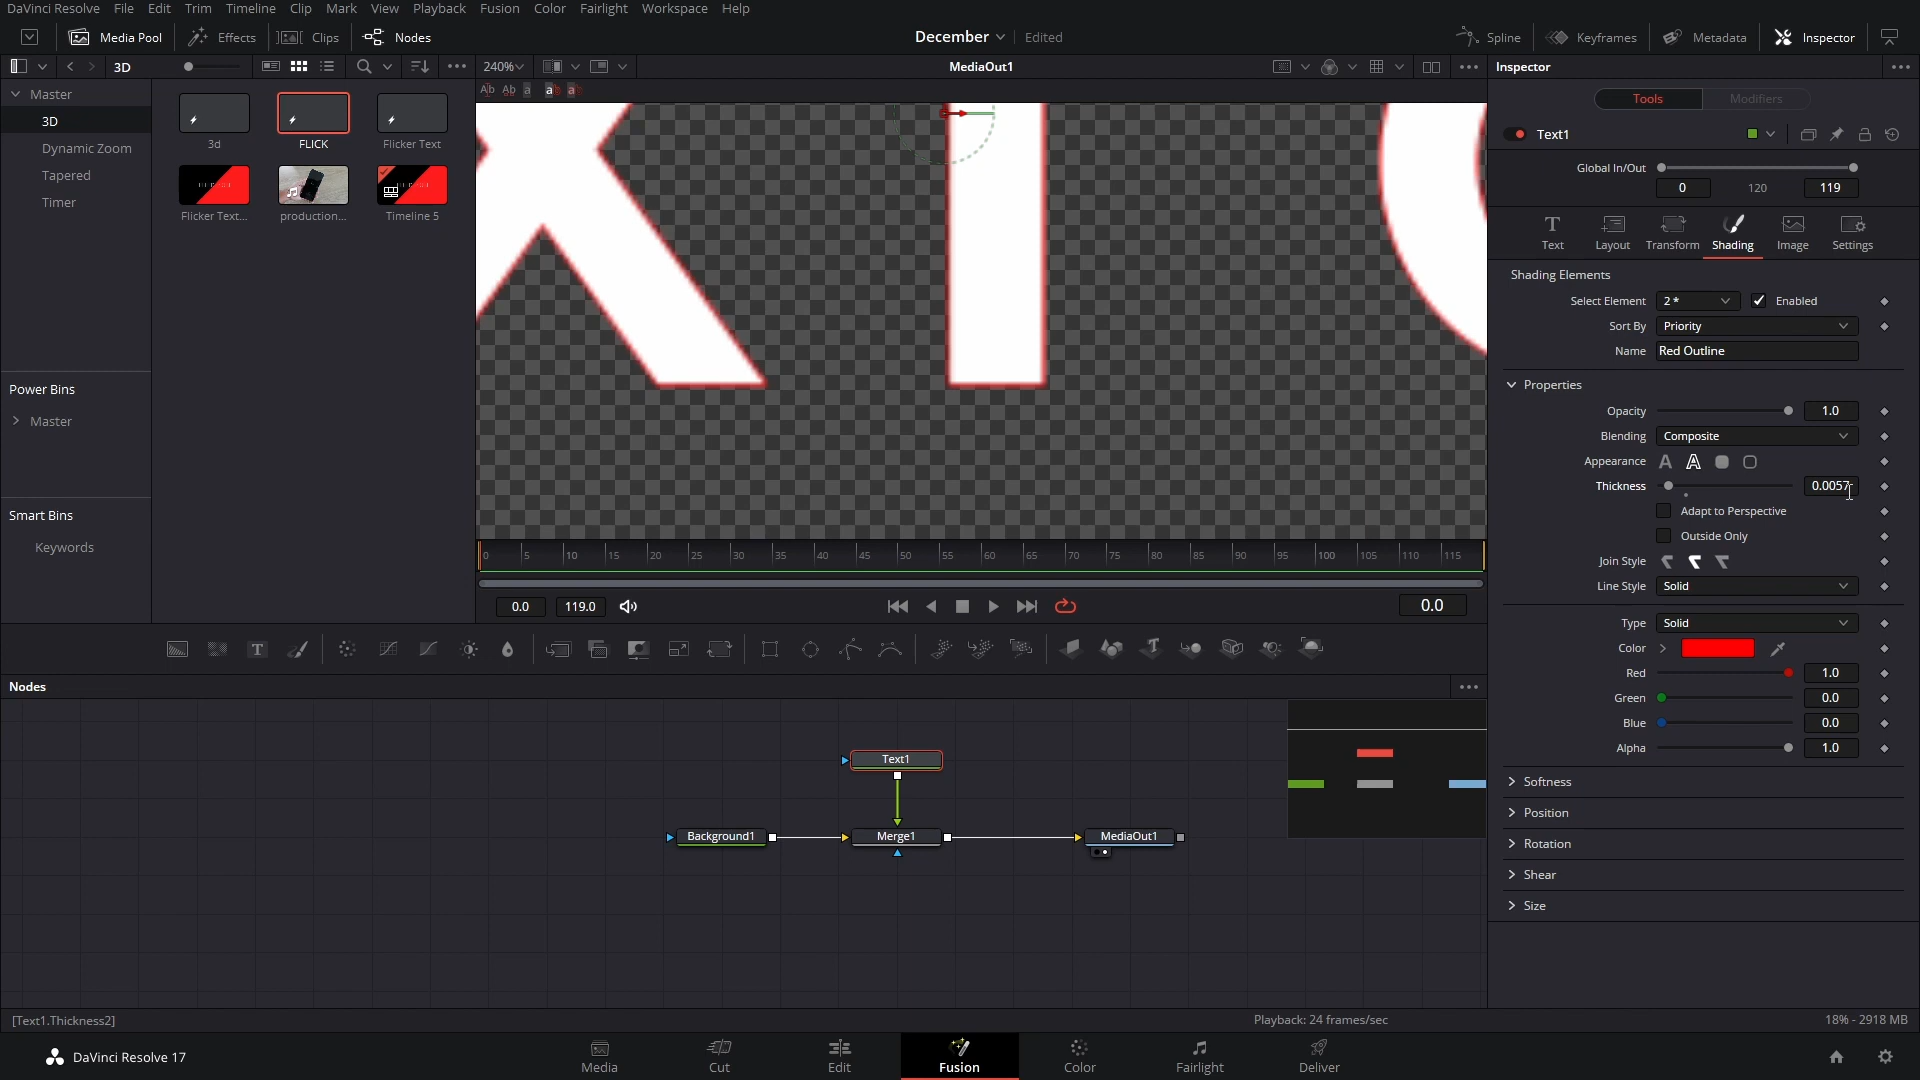 DaVinci Resolve File Edit Trim Timeline Clip Mark View Playback Fusion Color Fairlight Workspace Help
Media Pool Effects Clips Nodes December Edited Spline Keyframes Metadata Inspector
3D 240% MediaOut1 Inspector
Master
3D
Dynamic Zoom
Tapered
Timer
3d FLICK Flicker Text
Flicker Text... production... Timeline 5
Power Bins
Master
Smart Bins
Keywords
0 5 10 15 20 25 30 35 40 45 50 55 60 65 70 75 80 85 90 95 100 105 110 115
0.0 119.0 0.0
Tools Modifiers
Text1
Global In/Out
0 120 119
Text Layout Transform Shading Image Settings
Shading Elements
Select Element 2 * Enabled
Sort By Priority
Name Red Outline
Properties
Opacity 1.0
Blending Composite
Appearance
Thickness 0.0057
Adapt to Perspective
Outside Only
Join Style
Line Style Solid
Type Solid
Color
Red 1.0
Green 0.0
Blue 0.0
Alpha 1.0
Softness
Position
Rotation
Shear
Size
Nodes
Text1
Background1 Merge1 MediaOut1
[Text1.Thickness2] Playback: 24 frames/sec 18% - 2918 MB
DaVinci Resolve 17 Media Cut Edit Fusion Color Fairlight Deliver